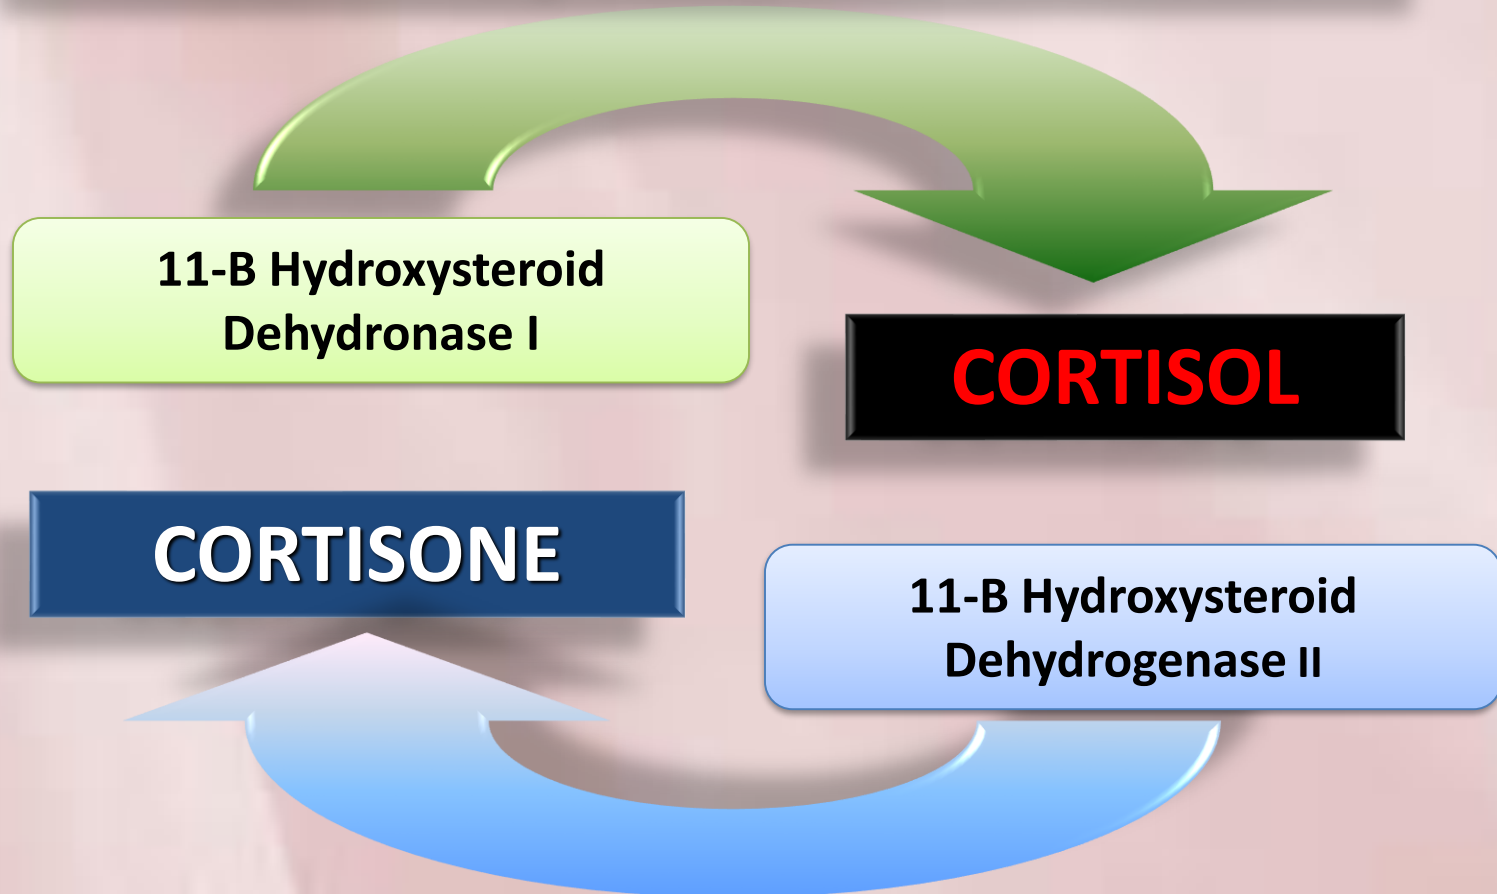 11-B Hydroxysteroid
Dehydronase I
CORTISOL
CORTISONE
11-B Hydroxysteroid
Dehydrogenase II